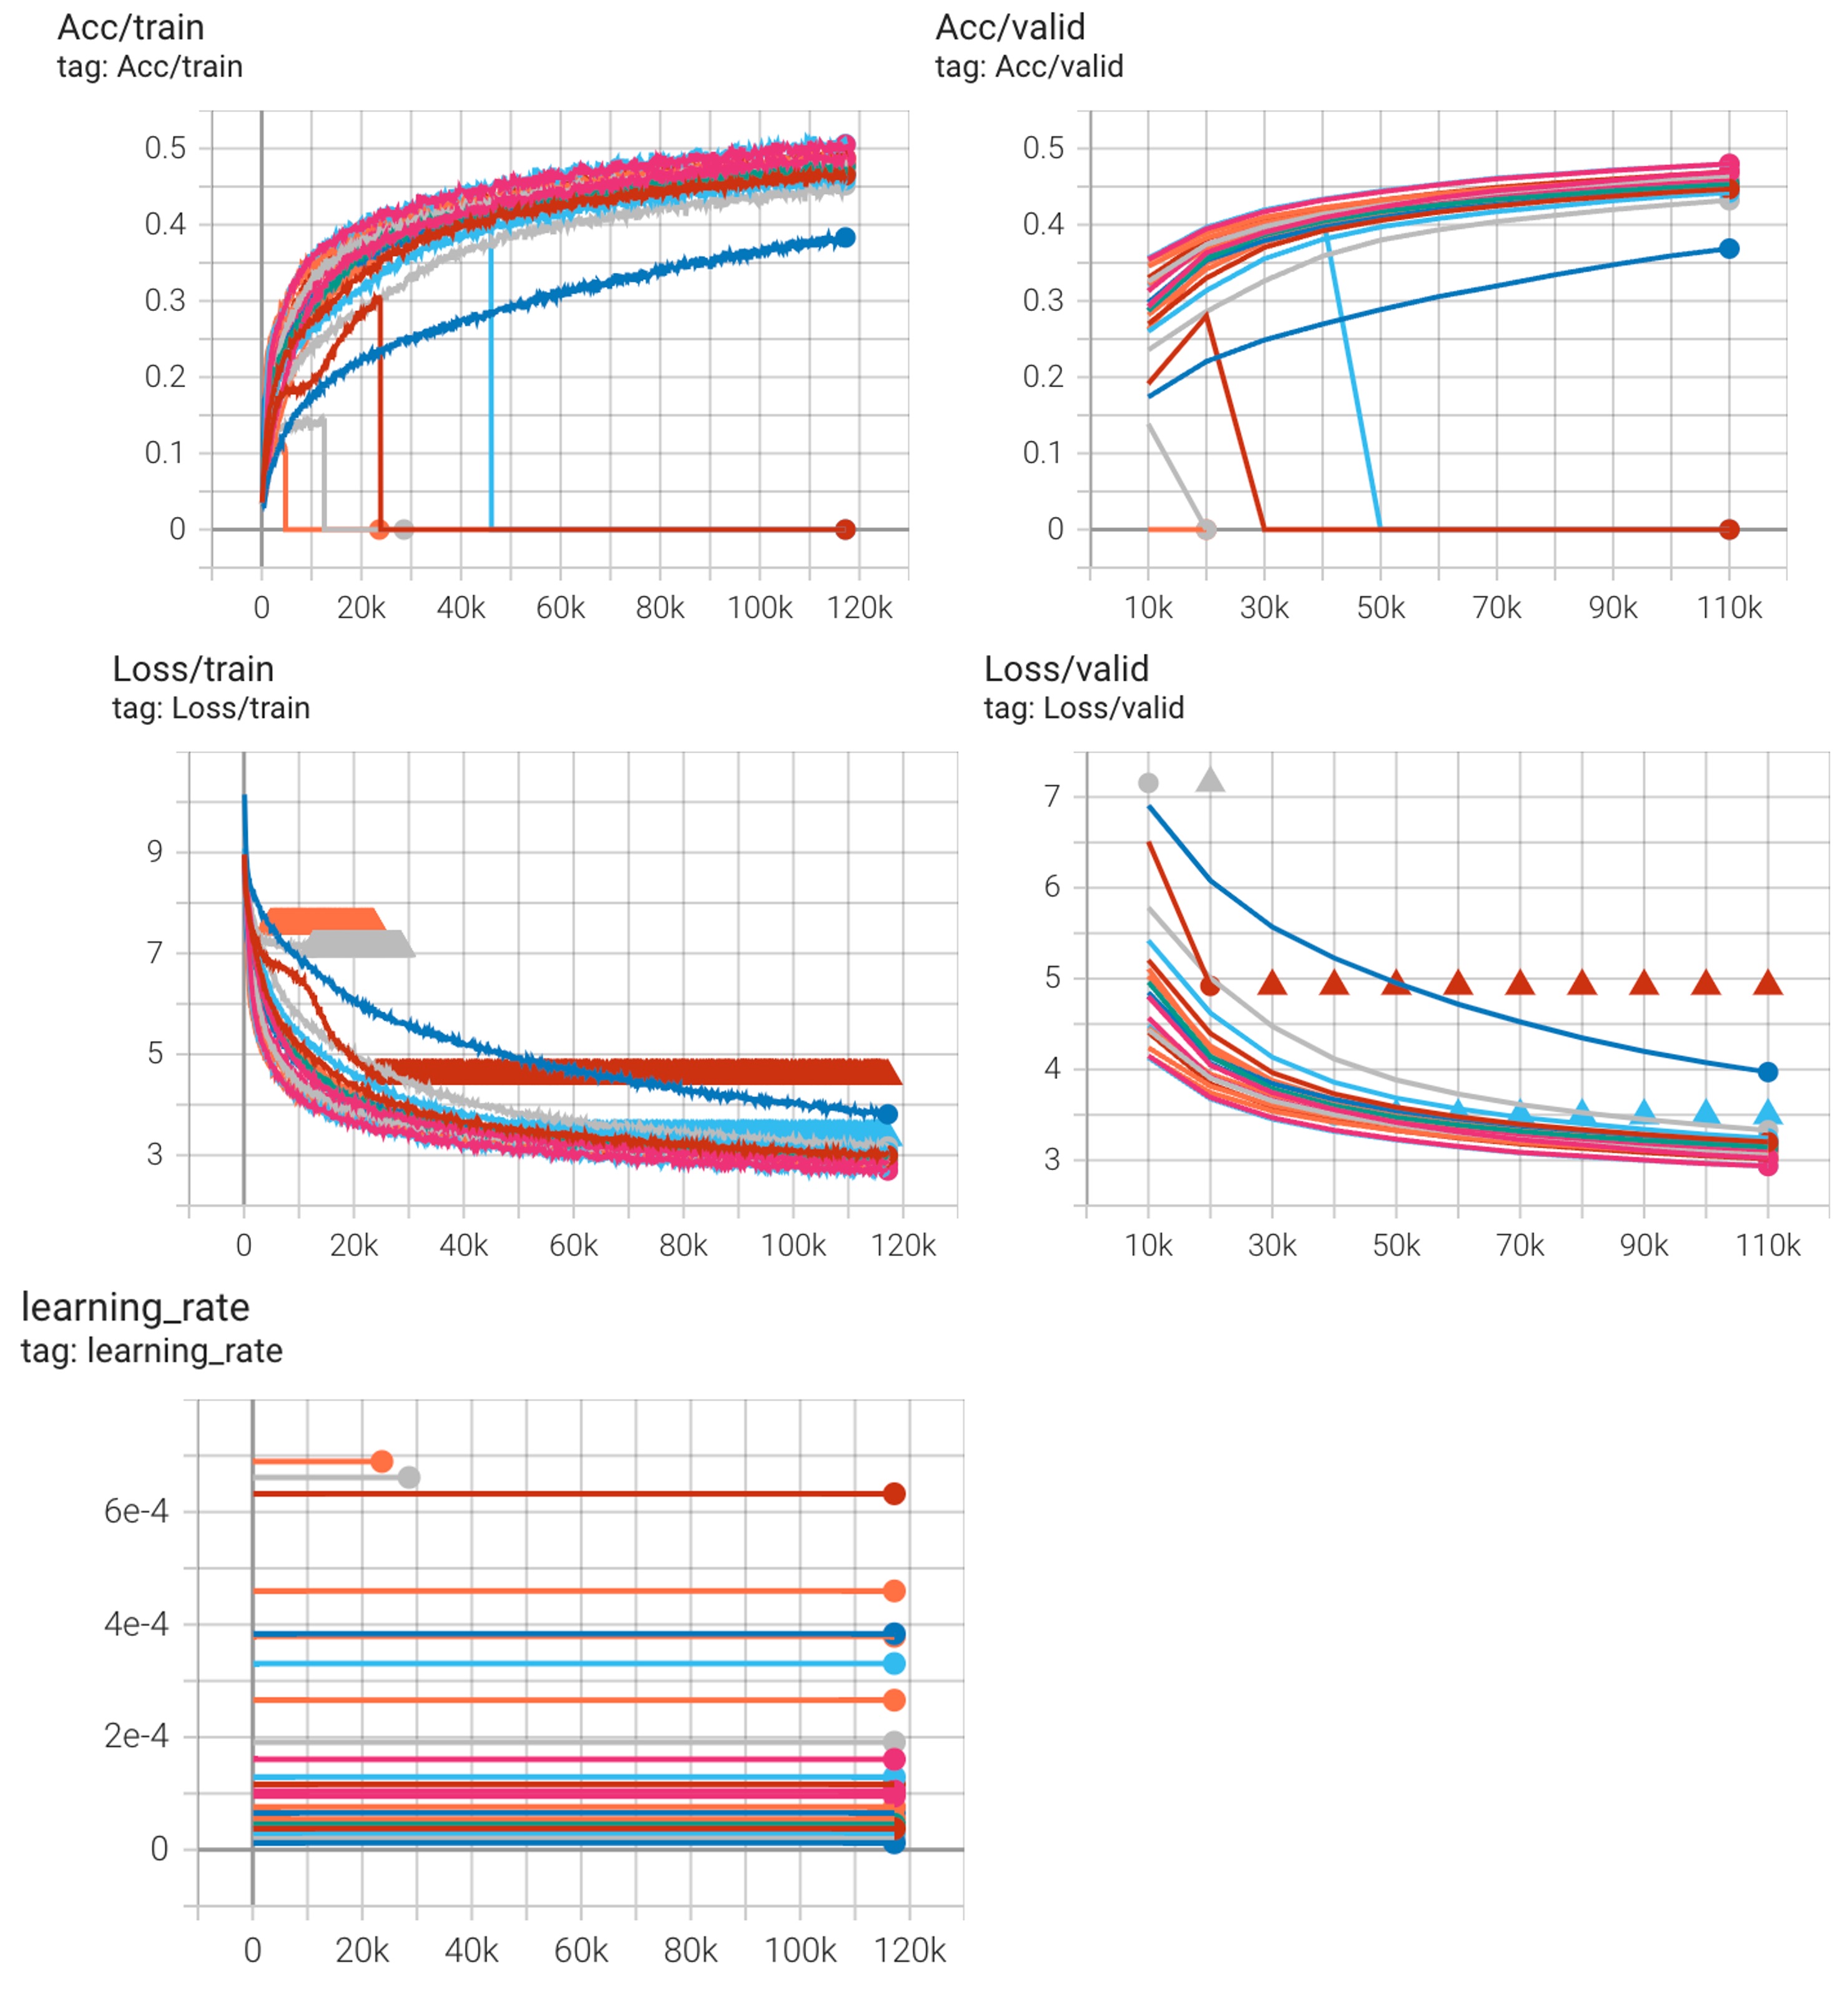 Acc/train
tag: Acc/train
0.5
0.4
0.3
0.2
0.1
0
0 20k 40k 60k 80k 100k 120k
Acc/valid
tag: Acc/valid
0.5
0.4
0.3
0.2
0.1
0
10k 30k 50k 70k 90k 110k
Loss/train
tag: Loss/train
9
7
5
3
0 20k 40k 60k 80k 100k 120k
Loss/valid
tag: Loss/valid
7
6
5
4
3
10k 30k 50k 70k 90k 110k
learning_rate
tag: learning_rate
6e-4
4e-4
2e-4
0
0 20k 40k 60k 80k 100k 120k